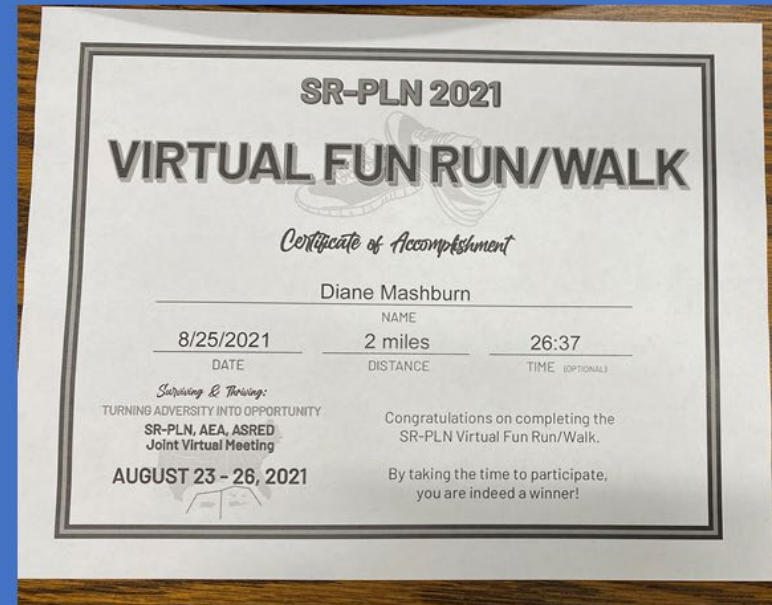 SR-PLN 2021
VIRTUAL FUN RUN/WALK
Certificate of Accomplishment
Diane Mashburn
NAME
8/25/2021 2 miles 26:37
DATE DISTANCE TIME (OPTIONAL)
Surviving & Thriving:
TURNING ADVERSITY INTO OPPORTUNITY
SR-PLN, AEA, ASRED
Joint Virtual Meeting
AUGUST 23 - 26, 2021
Congratulations on completing the
SR-PLN Virtual Fun Run/Walk.
By taking the time to participate,
you are indeed a winner!